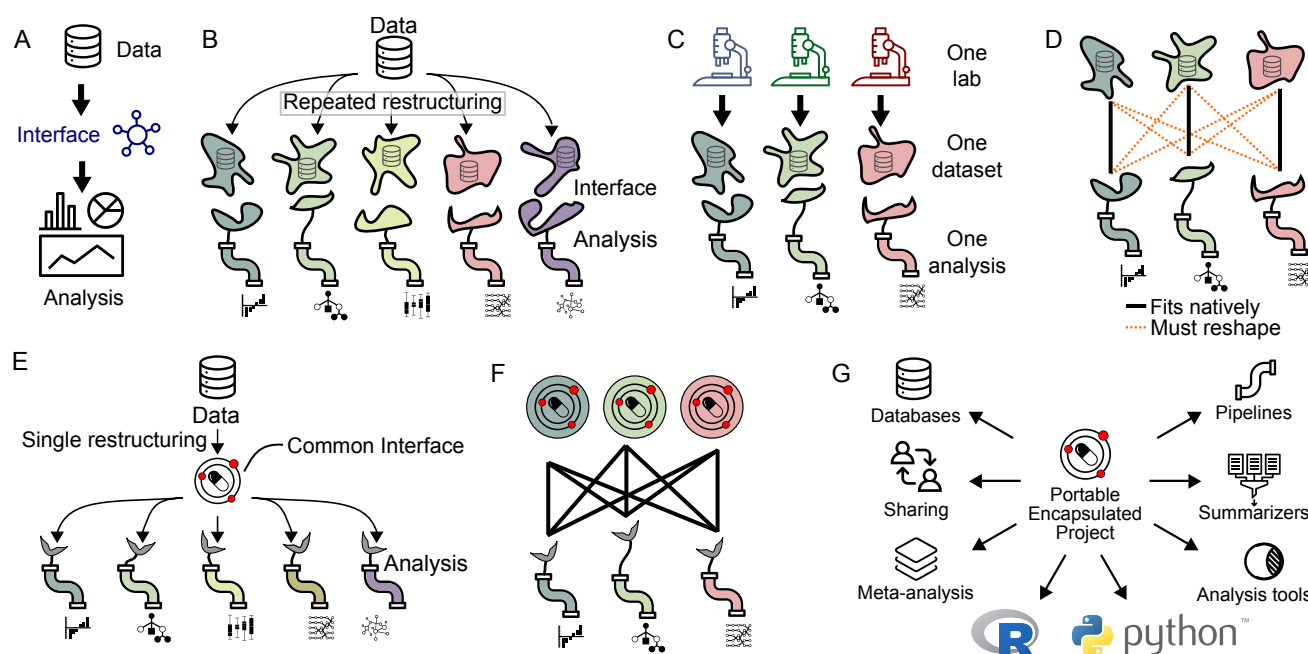 A
Data
Interface
Analysis
B
Data
Repeated restructuring
Interface
Analysis
C
One
lab
One
dataset
One
analysis
D
Fits natively
Must reshape
E
Data
Single restructuring
Common Interface
Analysis
F
G
Databases
Pipelines
Sharing
Portable
Encapsulated
Project
Summarizers
Meta-analysis
Analysis tools
R
python™